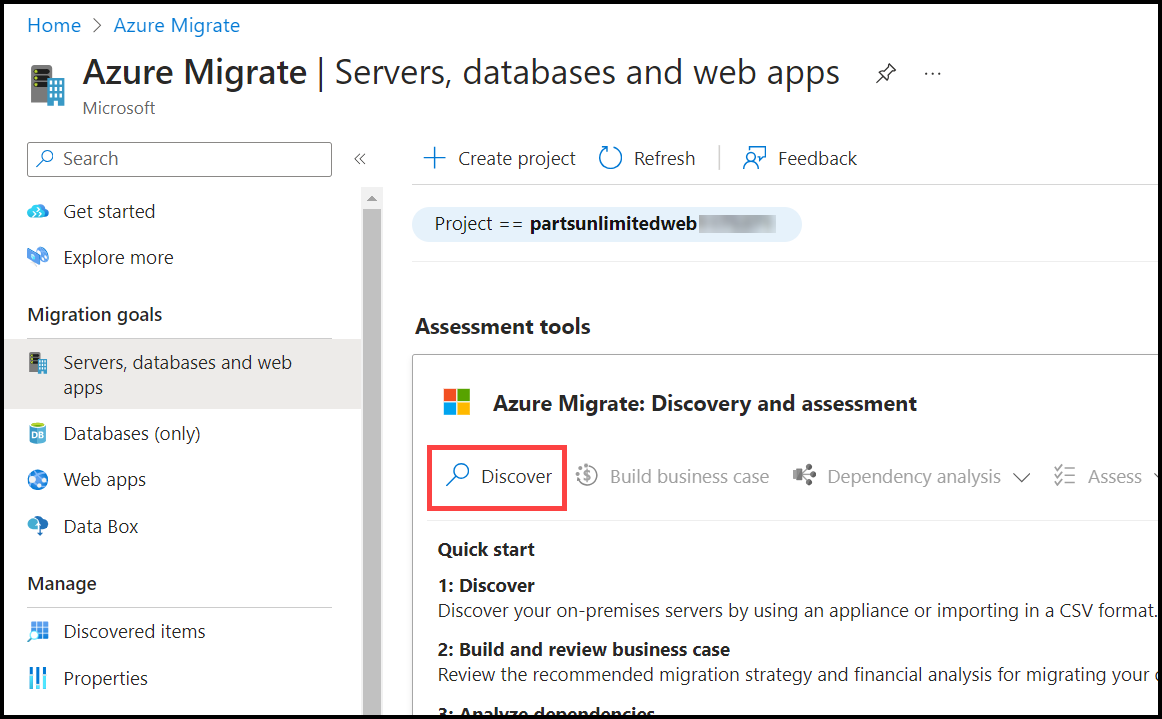 Home > Azure Migrate
Azure Migrate | Servers, databases and web apps
Microsoft
Search
Get started
Explore more
Migration goals
Servers, databases and web
apps
Databases (only)
Web apps
Data Box
Manage
Discovered items
Properties
Create project
Refresh
Feedback
Project == partsunlimitedweb
Assessment tools
Azure Migrate: Discovery and assessment
Discover
Build business case
Dependency analysis
Assess
Quick start
1: Discover
Discover your on-premises servers by using an appliance or importing in a CSV format.
2: Build and review business case
Review the recommended migration strategy and financial analysis for migrating your
3: Analyze dependencies